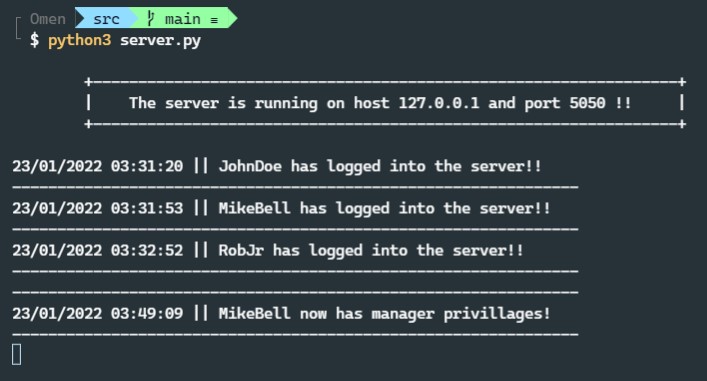 Omen src main ≡
$ python3 server.py
+----------------------------------------------------------------+
|    The server is running on host 127.0.0.1 and port 5050 !!     |
+----------------------------------------------------------------+
23/01/2022 03:31:20 || JohnDoe has logged into the server!!
---------------------------------------------------------------
23/01/2022 03:31:53 || MikeBell has logged into the server!!
---------------------------------------------------------------
23/01/2022 03:32:52 || RobJr has logged into the server!!
---------------------------------------------------------------
---------------------------------------------------------------
23/01/2022 03:49:09 || MikeBell now has manager privillages!
---------------------------------------------------------------